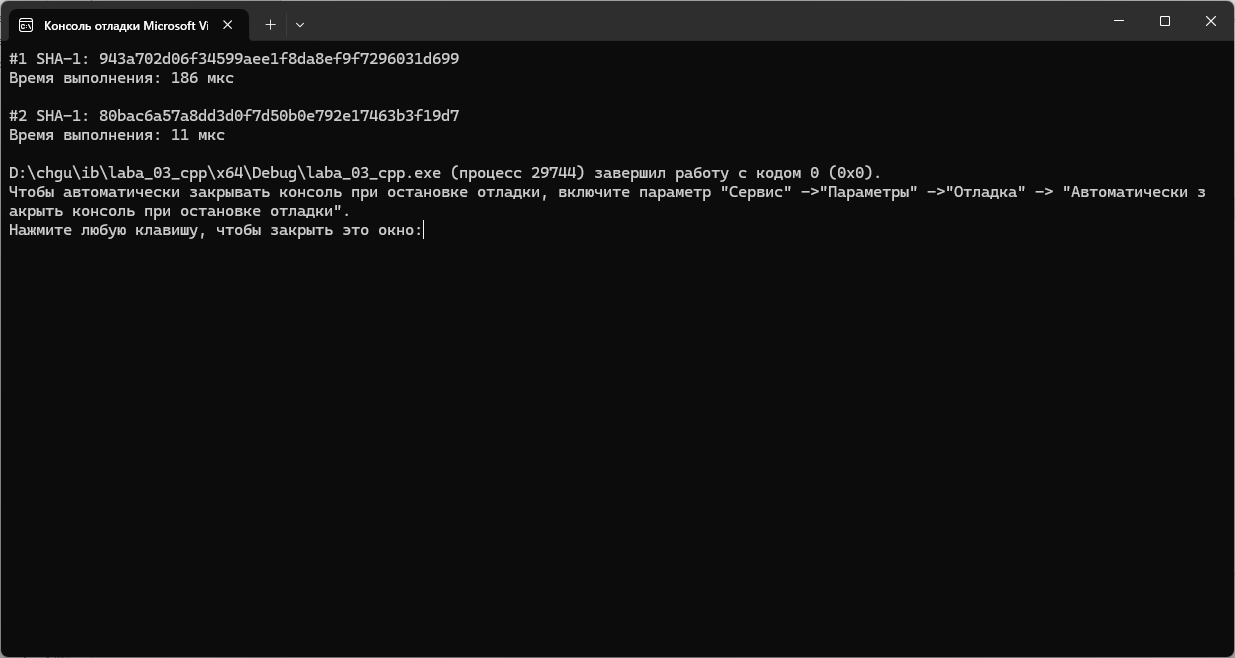 Консоль отладки Microsoft Vi
#1 SHA-1: 943a702d06f34599aee1f8da8ef9f7296031d699
Время выполнения: 186 мкс
#2 SHA-1: 80bac6a57a8dd3d0f7d50b0e792e17463b3f19d7
Время выполнения: 11 мкс
D:\chgu\ib\laba_03_cpp\x64\Debug\laba_03_cpp.exe (процесс 29744) завершил работу с кодом 0 (0x0).
Чтобы автоматически закрывать консоль при остановке отладки, включите параметр "Сервис" ->"Параметры" ->"Отладка" -> "Автоматически з
акрыть консоль при остановке отладки".
Нажмите любую клавишу, чтобы закрыть это окно: